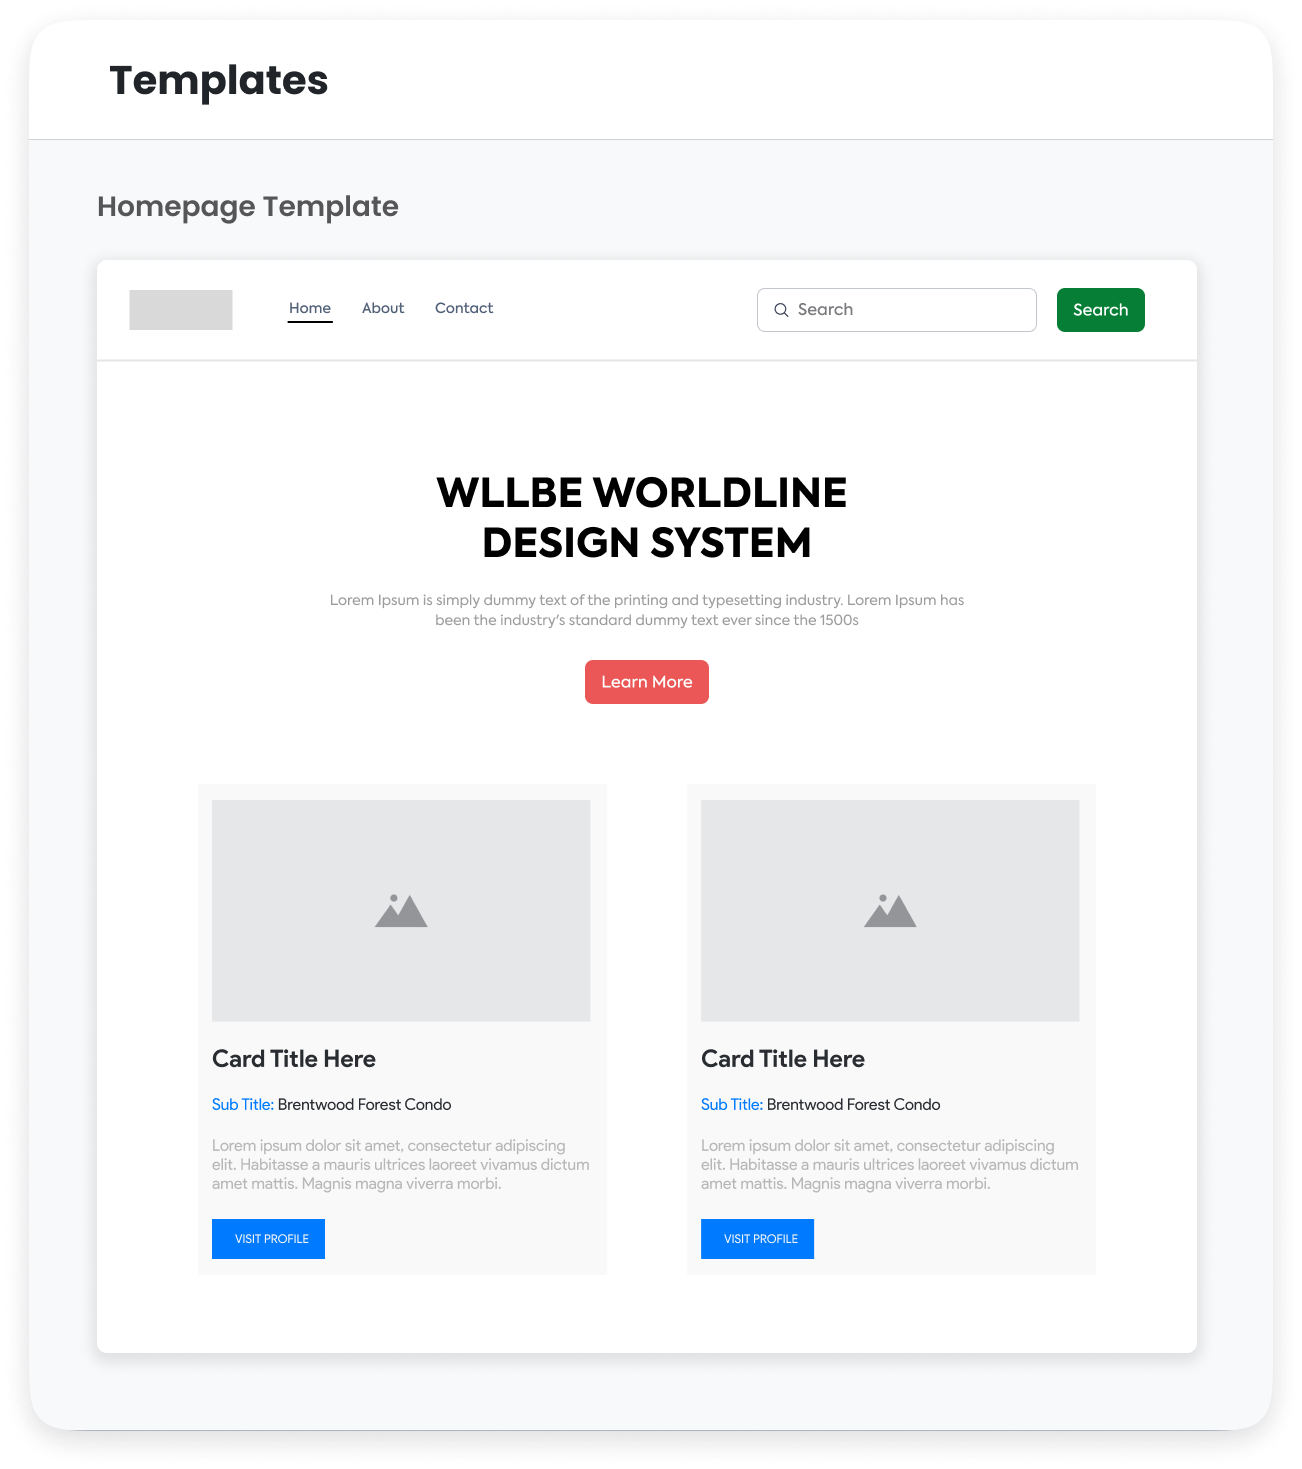 Templates
Homepage Template
Home About Contact Search Search
WLLBE WORLDLINE
DESIGN SYSTEM
Lorem Ipsum is simply dummy text of the printing and typesetting industry. Lorem Ipsum has
been the industry's standard dummy text ever since the 1500s
Learn More
Card Title Here
Sub Title: Brentwood Forest Condo
Lorem ipsum dolor sit amet, consectetur adipiscing
elit. Habitasse a mauris ultrices laoreet vivamus dictum
amet mattis. Magnis magna viverra morbi.
VISIT PROFILE
Card Title Here
Sub Title: Brentwood Forest Condo
Lorem ipsum dolor sit amet, consectetur adipiscing
elit. Habitasse a mauris ultrices laoreet vivamus dictum
amet mattis. Magnis magna viverra morbi.
VISIT PROFILE